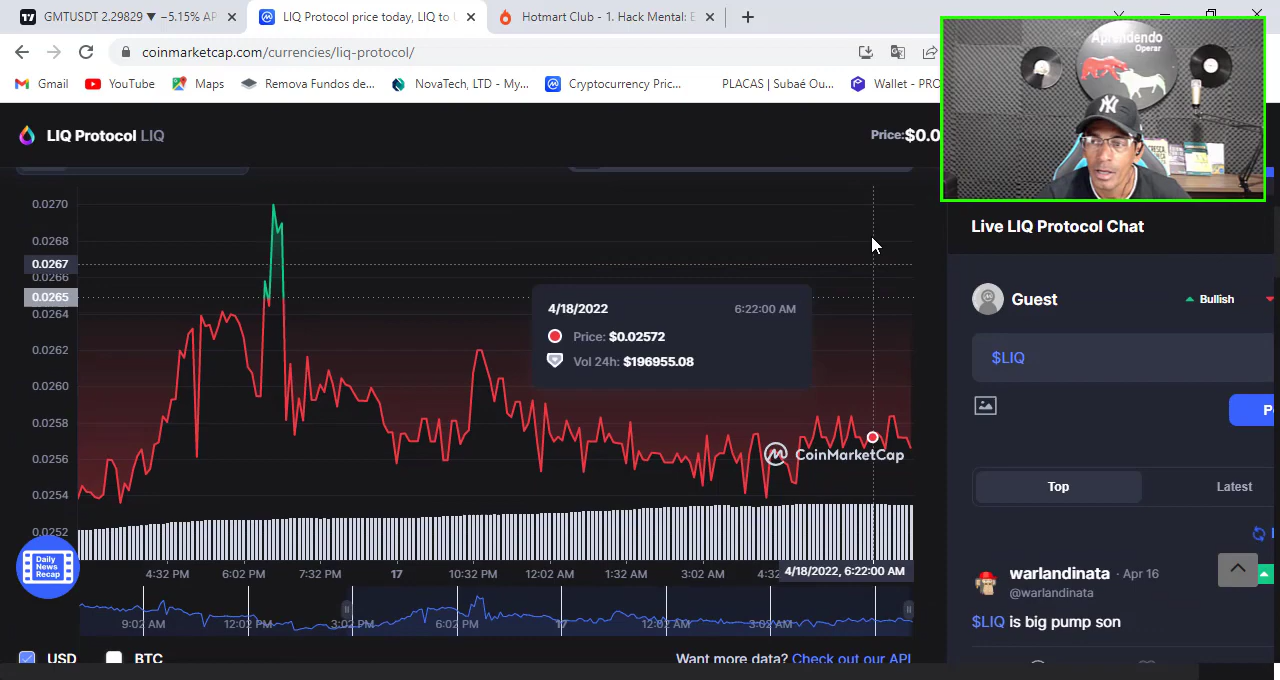 GMTUSDT 2.29829 ▼ −5.15% AP
LIQ Protocol price today, LIQ to U
Hotmart Club - 1. Hack Mental: E
coinmarketcap.com/currencies/liq-protocol/
Gmail
YouTube
Maps
Remova Fundos de...
NovaTech, LTD - My...
Cryptocurrency Pric...
PLACAS | Subaé Ou...
Wallet - PRO
Aprendendo
Operar
NY
LIQ Protocol LIQ
Price: $0.0
0.0270
0.0268
0.0267
0.0266
0.0265
0.0264
0.0262
0.0260
0.0258
0.0256
0.0254
0.0252
4/18/2022 6:22:00 AM
Price: $0.02572
Vol 24h: $196955.08
CoinMarketCap
4:32 PM
6:02 PM
7:32 PM
17
10:32 PM
12:02 AM
1:32 AM
3:02 AM
4:32
4/18/2022, 6:22:00 AM
9:02 AM
12:02 PM
3:02 PM
6:02 PM
17
12:02 AM
3:02 AM
Daily
News
Recap
USD
BTC
Want more data? Check out our API
Live LIQ Protocol Chat
Guest
Bullish
$LIQ
P
Top
Latest
warlandinata · Apr 16
@warlandinata
$LIQ is big pump son